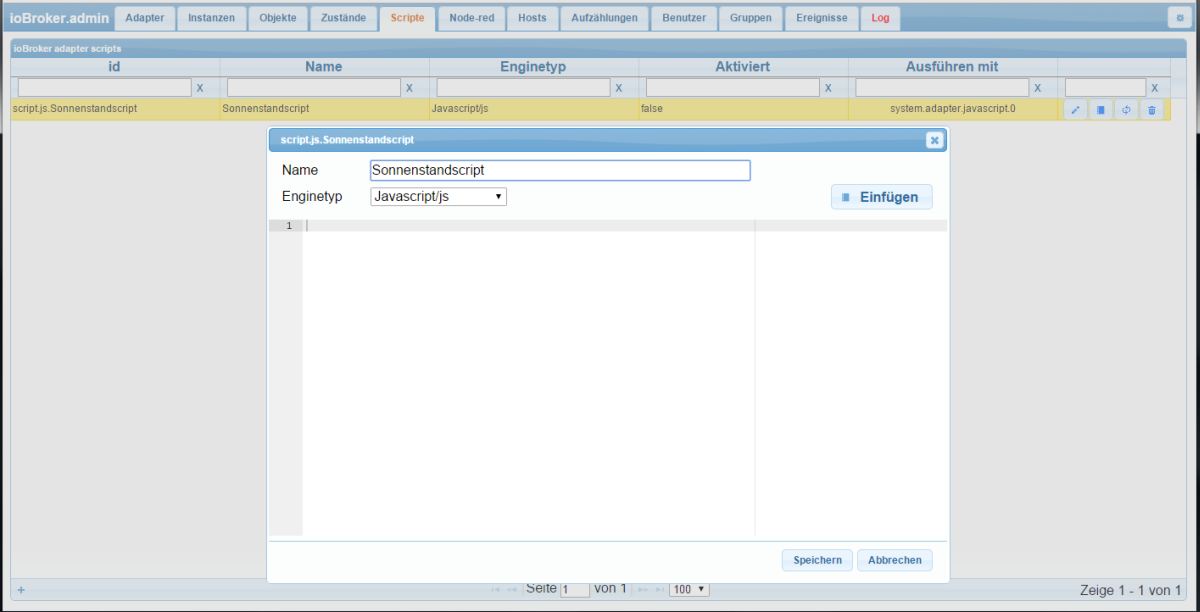 ioBroker.admin Adapter Instanzen Objekte Zustände Scripte Node-red Hosts Aufzählungen Benutzer Gruppen Ereignisse Log
ioBroker adapter scripts
id Name Enginetyp Aktiviert Ausführen mit
X X X X X X
script.js.Sonnenstandscript Sonnenstandscript Javascript/js false system.adapter.javascript.0
script.js.Sonnenstandscript
Name Sonnenstandscript
Enginetyp Javascript/js Einfügen
1
Speichern Abbrechen
Seite 1 von 1 100 Zeige 1 - 1 von 1